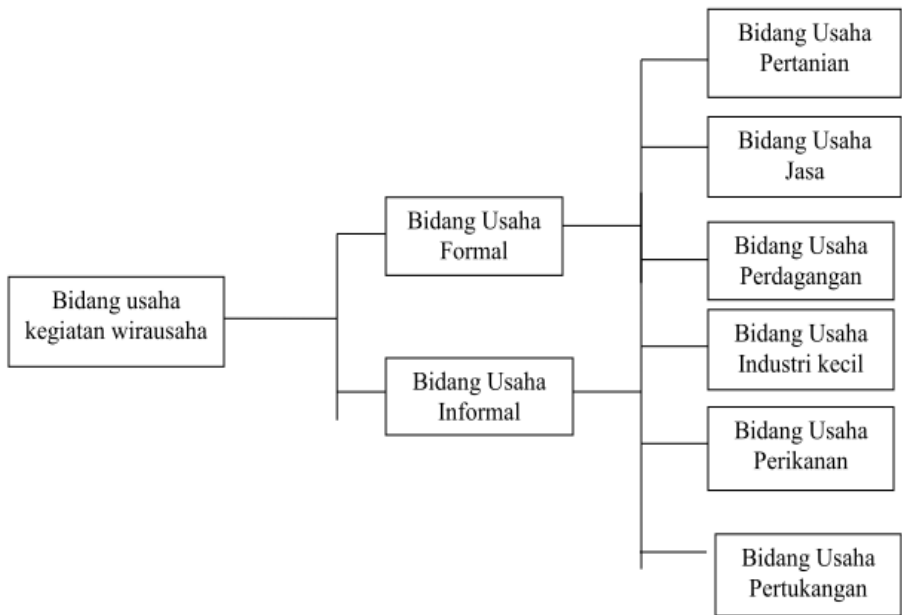 Bidang usaha
kegiatan wirausaha
Bidang Usaha
Formal
Bidang Usaha
Informal
Bidang Usaha
Pertanian
Bidang Usaha
Jasa
Bidang Usaha
Perdagangan
Bidang Usaha
Industri kecil
Bidang Usaha
Perikanan
Bidang Usaha
Pertukangan